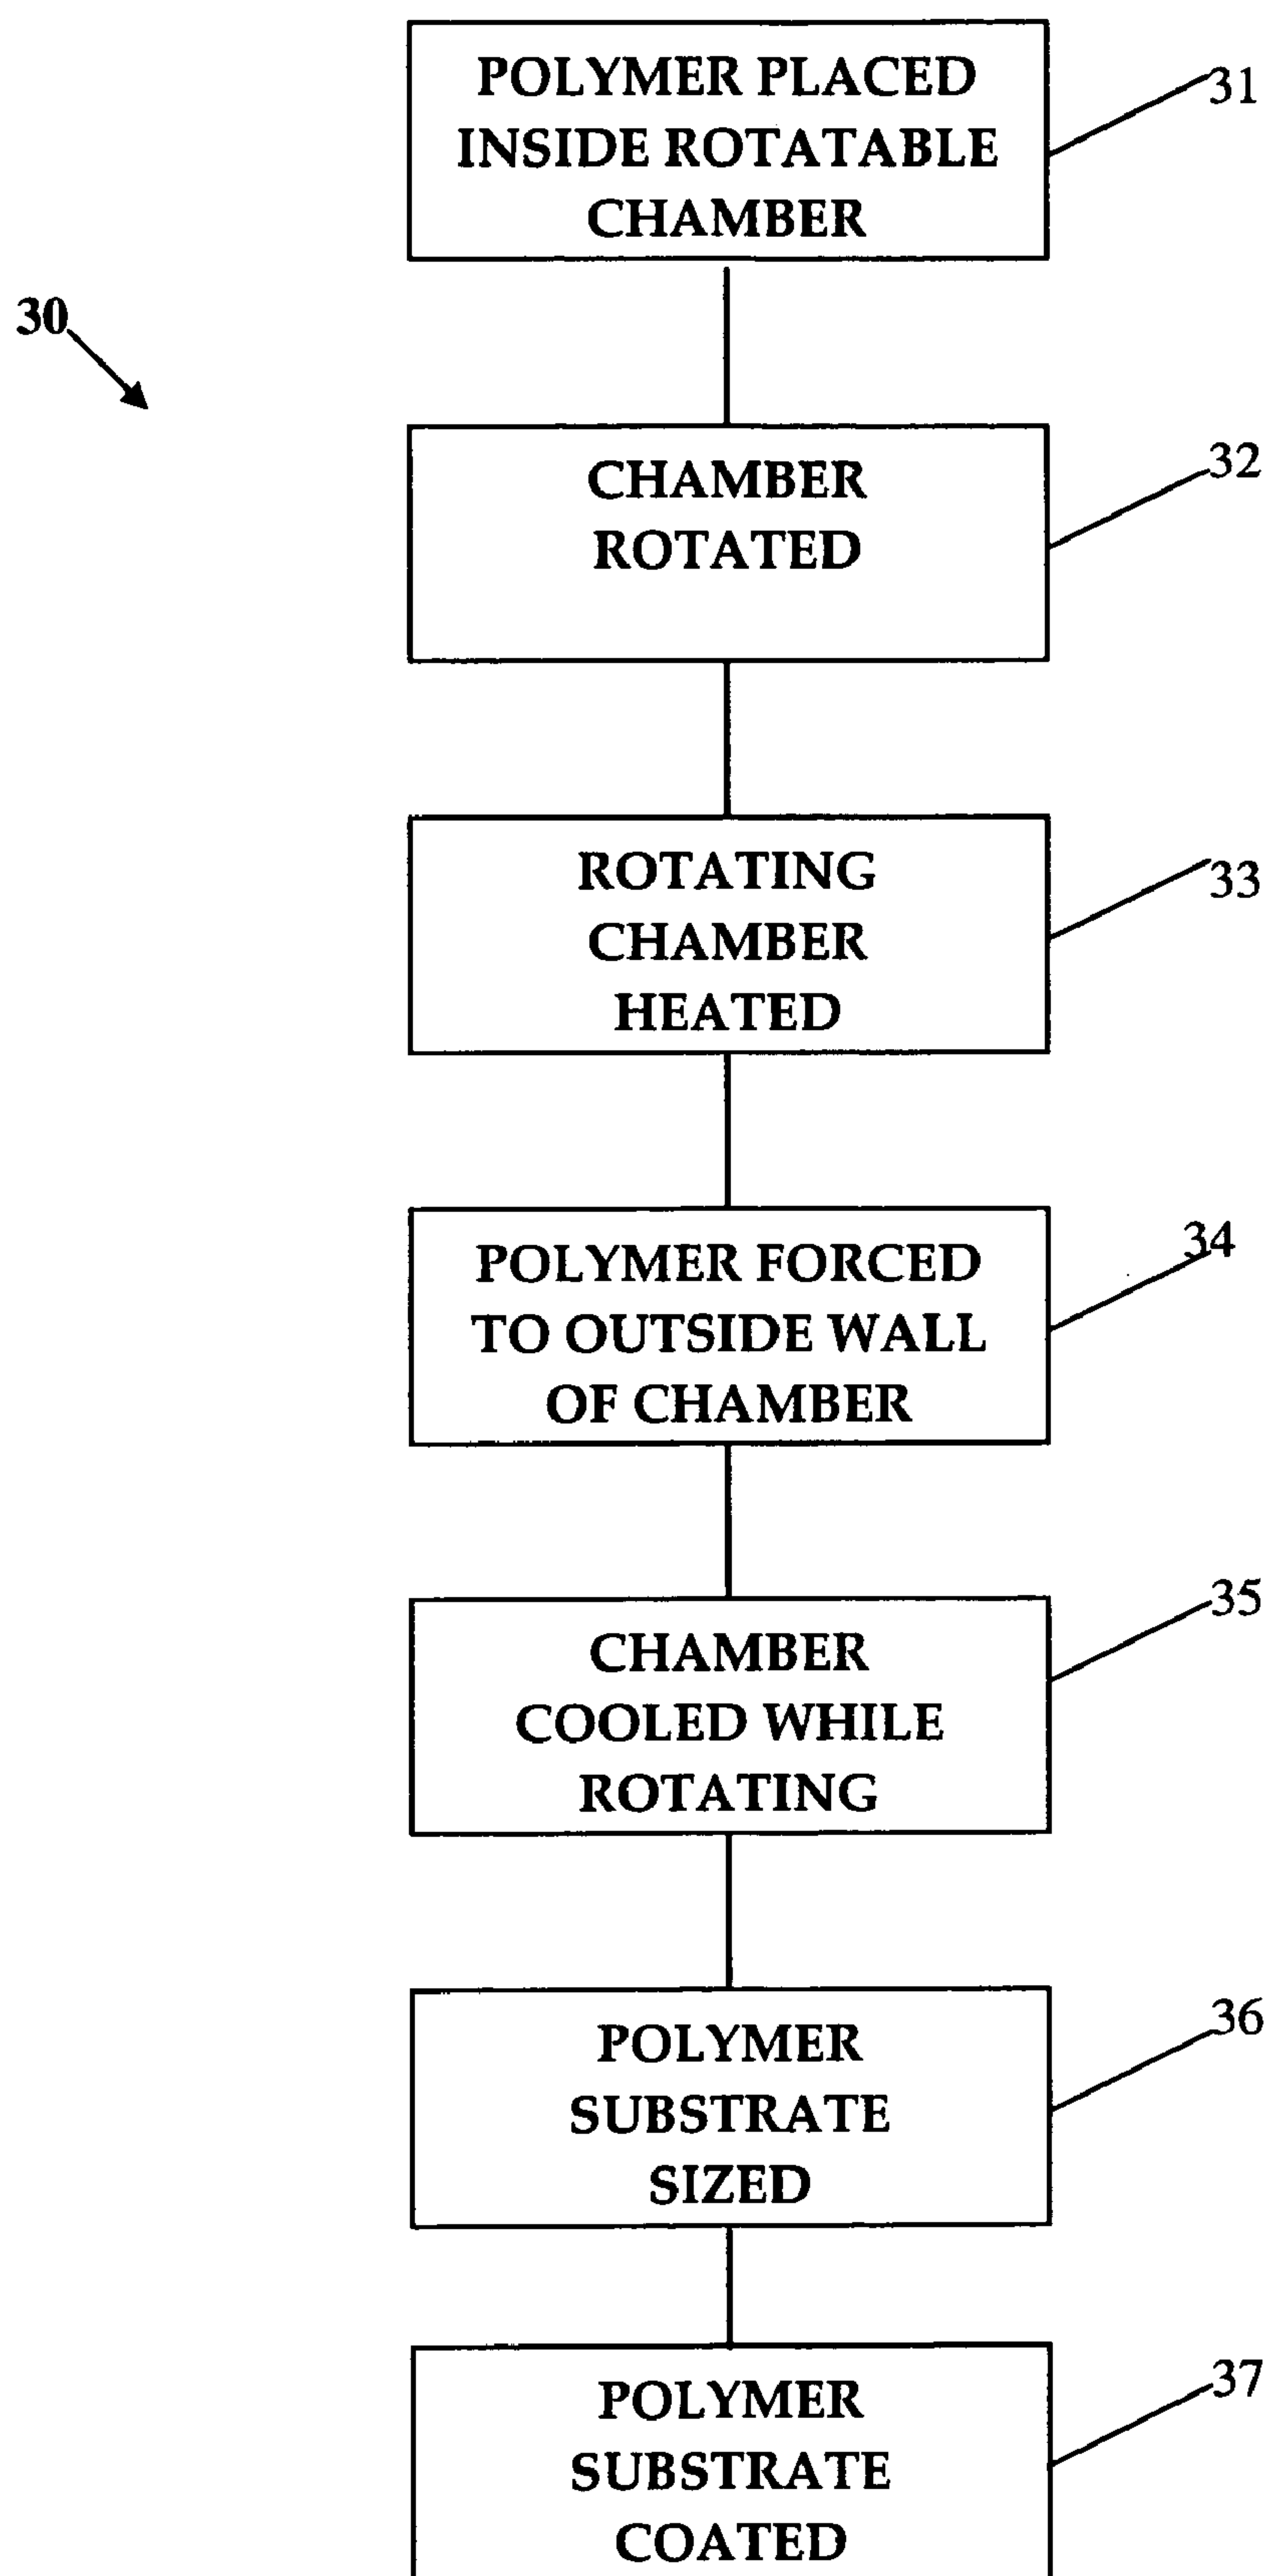 POLYMER PLACED
INSIDE ROTATABLE
CHAMBER
31
30
CHAMBER
ROTATED
32
ROTATING
CHAMBER
HEATED
33
POLYMER FORCED
TO OUTSIDE WALL
OF CHAMBER
34
CHAMBER
COOLED WHILE
ROTATING
35
POLYMER
SUBSTRATE
SIZED
36
POLYMER
SUBSTRATE
COATED
37